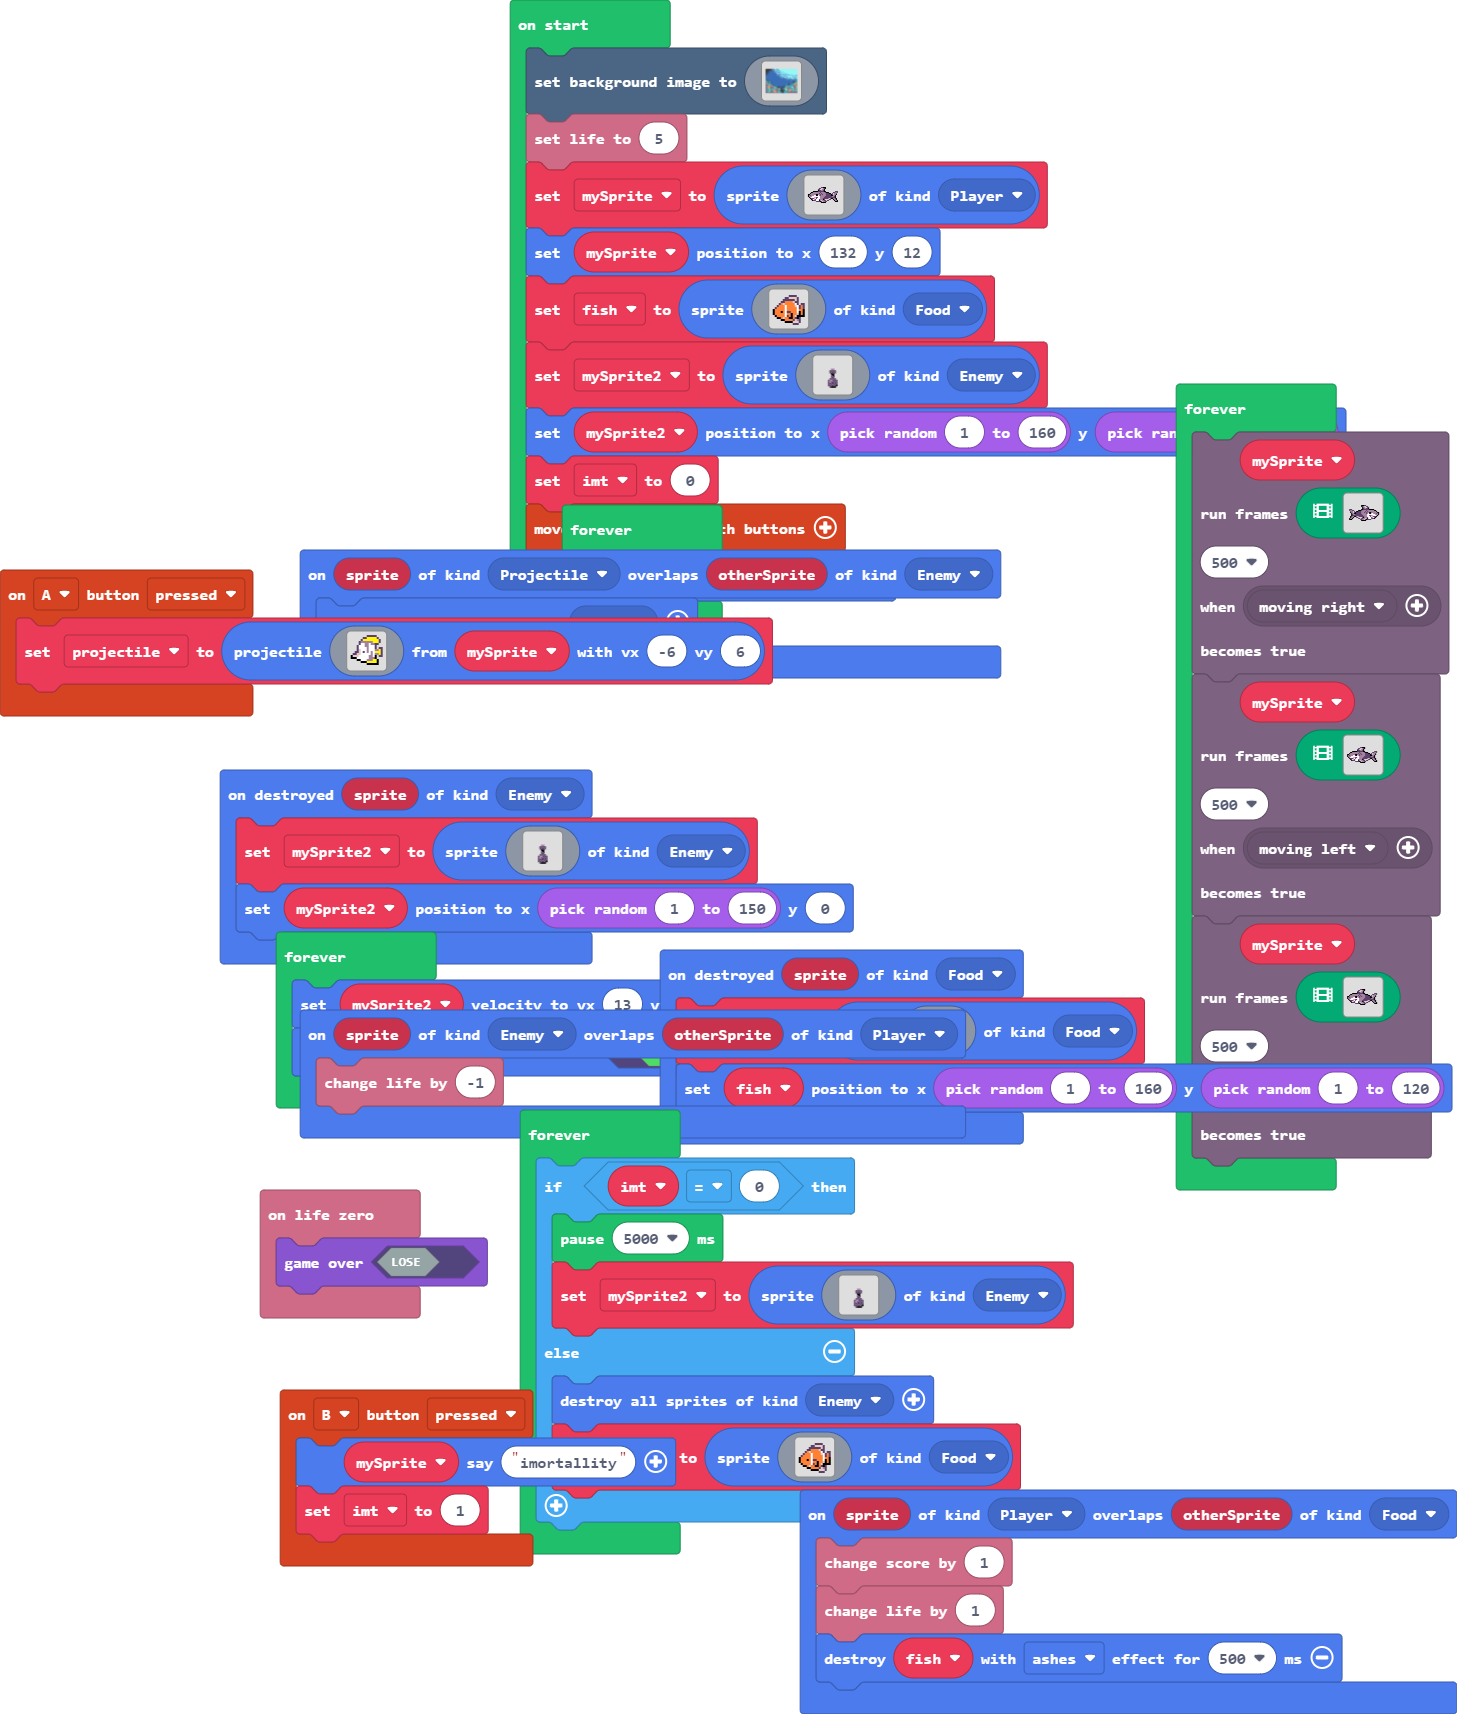 on start
set background image to
set life to 5
set mySprite to sprite of kind Player
set mySprite position to x 132 y 12
set fish to sprite of kind Food
set mySprite2 to sprite of kind Enemy
set mySprite2 position to x pick random 1 to 160 y pick ran
set imt to 0
mov th buttons
forever
on sprite of kind Projectile overlaps otherSprite of kind Enemy
on A button pressed
set projectile to projectile from mySprite with vx -6 vy 6
forever
mySprite
run frames
500
when moving right
becomes true
mySprite
run frames
500
when moving left
becomes true
mySprite
run frames
500
becomes true
on destroyed sprite of kind Enemy
set mySprite2 to sprite of kind Enemy
set mySprite2 position to x pick random 1 to 150 y 0
forever
set mySprite2 velocity to vx 13 v
on destroyed sprite of kind Food
of kind Food
set fish position to x pick random 1 to 160 y pick random 1 to 120
on sprite of kind Enemy overlaps otherSprite of kind Player
change life by -1
forever
if imt = 0 then
pause 5000 ms
set mySprite2 to sprite of kind Enemy
else
destroy all sprites of kind Enemy
to sprite of kind Food
on life zero
game over LOSE
on B button pressed
mySprite say "imortallity"
set imt to 1
on sprite of kind Player overlaps otherSprite of kind Food
change score by 1
change life by 1
destroy fish with ashes effect for 500 ms